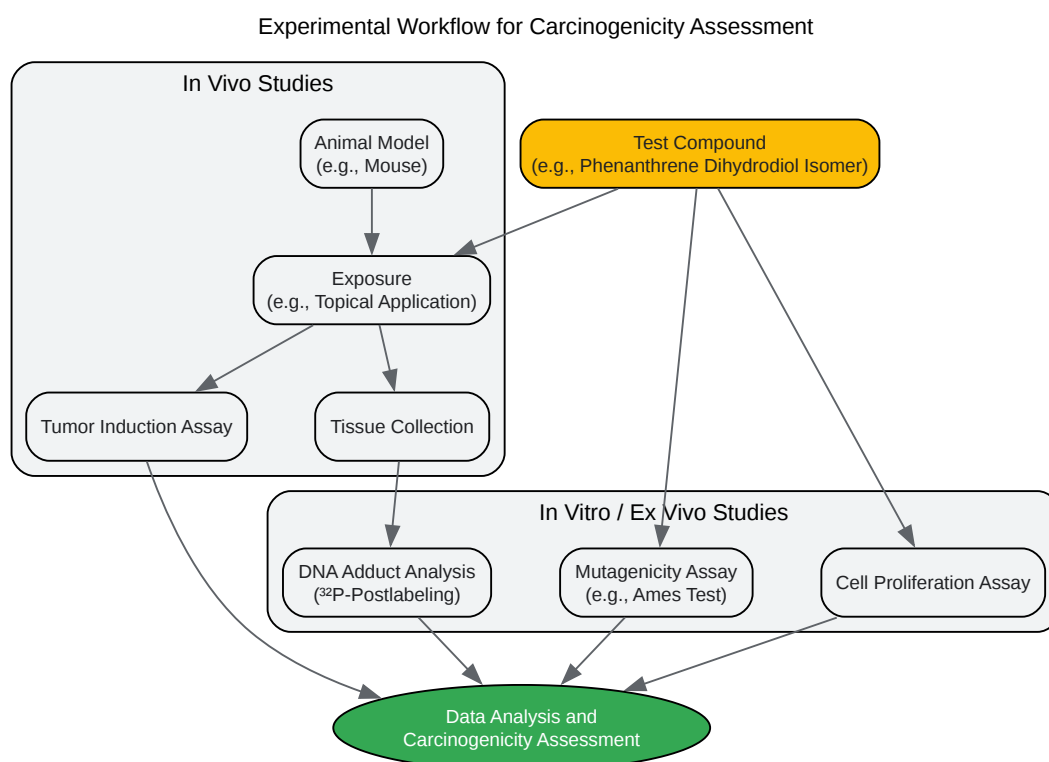 Experimental Workflow for Carcinogenicity Assessment
In Vivo Studies
Animal Model
(e.g., Mouse)
Test Compound
(e.g., Phenanthrene Dihydrodiol Isomer)
Exposure
(e.g., Topical Application)
Tumor Induction Assay
Tissue Collection
In Vitro / Ex Vivo Studies
DNA Adduct Analysis
(³²P-Postlabeling)
Mutagenicity Assay
(e.g., Ames Test)
Cell Proliferation Assay
Data Analysis and
Carcinogenicity Assessment